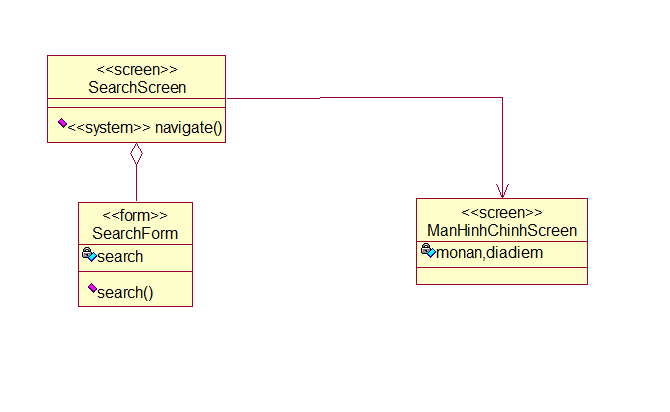 <<screen>>
SearchScreen
<<system>> navigate()
<<form>>
SearchForm
search
search()
<<screen>>
ManHinhChinhScreen
monan,diadiem